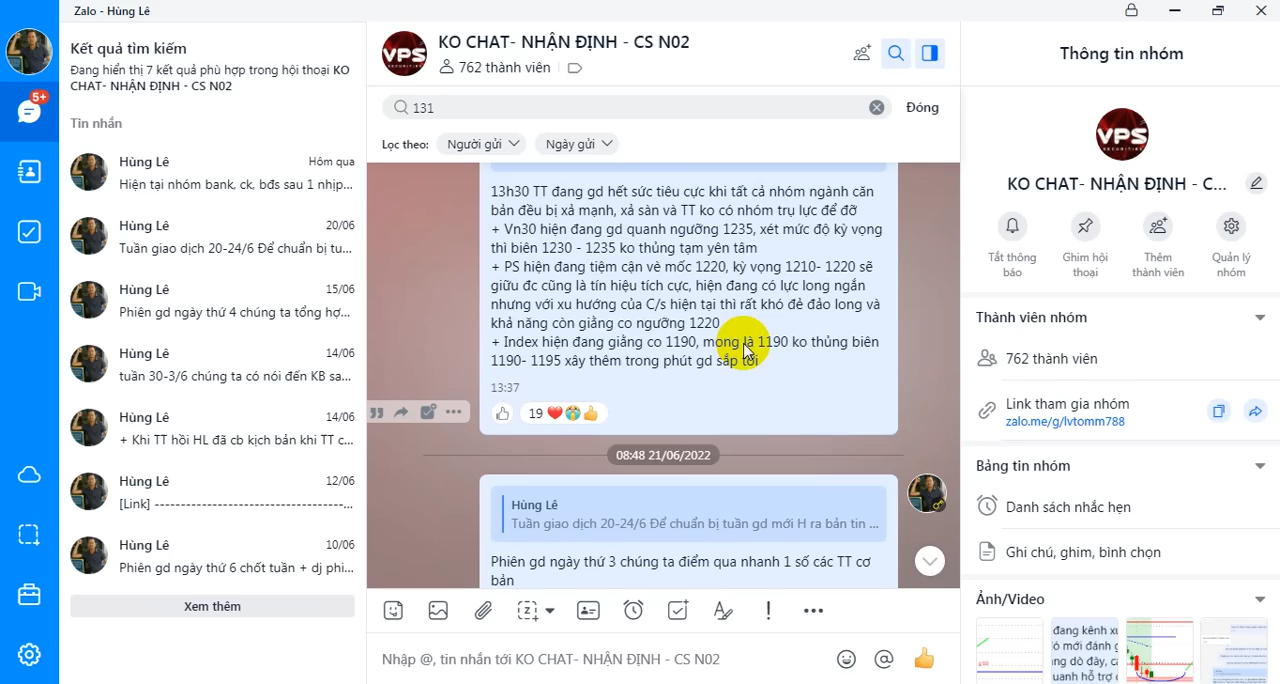 Zalo - Hùng Lê
5+
Kết quả tìm kiếm
Đang hiển thị 7 kết quả phù hợp trong hội thoại KO
CHAT- NHẬN ĐỊNH - CS N02
Tin nhắn
Hùng Lê
Hôm qua
Hiện tại nhóm bank, ck, bđs sau 1 nhịp...
Hùng Lê
20/06
Tuần giao dịch 20-24/6 Để chuẩn bị tu...
Hùng Lê
15/06
Phiên gd ngày thứ 4 chúng ta tổng hợ...
Hùng Lê
14/06
tuần 30-3/6 chúng ta có nói đến KB sa...
Hùng Lê
14/06
+ Khi TT hồi HL đã cb kịch bản khi TT c...
Hùng Lê
12/06
[Link] ----------------------------------...
Hùng Lê
10/06
Phiên gd ngày thứ 6 chốt tuần + dj phi...
Xem thêm
VPS
SECURITIES
KO CHAT- NHẬN ĐỊNH - CS N02
762 thành viên
131
Đóng
Lọc theo:
Người gửi
Ngày gửi
13h30 TT đang gd hết sức tiêu cực khi tất cả nhóm ngành căn
bản đều bị xả mạnh, xả sàn và TT ko có nhóm trụ lực để đỡ
+ Vn30 hiện đang gd quanh ngưỡng 1235, xét mức độ kỳ vọng
thì biên 1230 - 1235 ko thủng tạm yên tâm
+ PS hiện đang tiệm cận vẻ mốc 1220, kỳ vọng 1210- 1220 sẽ
giữu đc cũng là tín hiệu tích cực, hiện đang có lực long ngắn
nhưng với xu hướng của C/s hiện tại thì rất khó đẻ đảo long và
khả năng còn giằng co ngưỡng 1220
+ Index hiện đang giằng co 1190, mong là 1190 ko thủng biên
1190- 1195 xây thêm trong phút gd sắp tới
13:37
19
08:48 21/06/2022
Hùng Lê
Tuần giao dịch 20-24/6 Để chuẩn bị tuần gd mới H ra bản tin ...
Phiên gd ngày thứ 3 chúng ta điểm qua nhanh 1 số các TT cơ
bản
Nhập @, tin nhắn tới KO CHAT- NHẬN ĐỊNH - CS N02
Thông tin nhóm
VPS
SECURITIES
KO CHAT- NHẬN ĐỊNH - C...
Tắt thông
báo
Ghim hội
thoại
Thêm
thành viên
Quản lý
nhóm
Thành viên nhóm
762 thành viên
Link tham gia nhóm
zalo.me/g/lvtomm788
Bảng tin nhóm
Danh sách nhắc hẹn
Ghi chú, ghim, bình chọn
Ảnh/Video